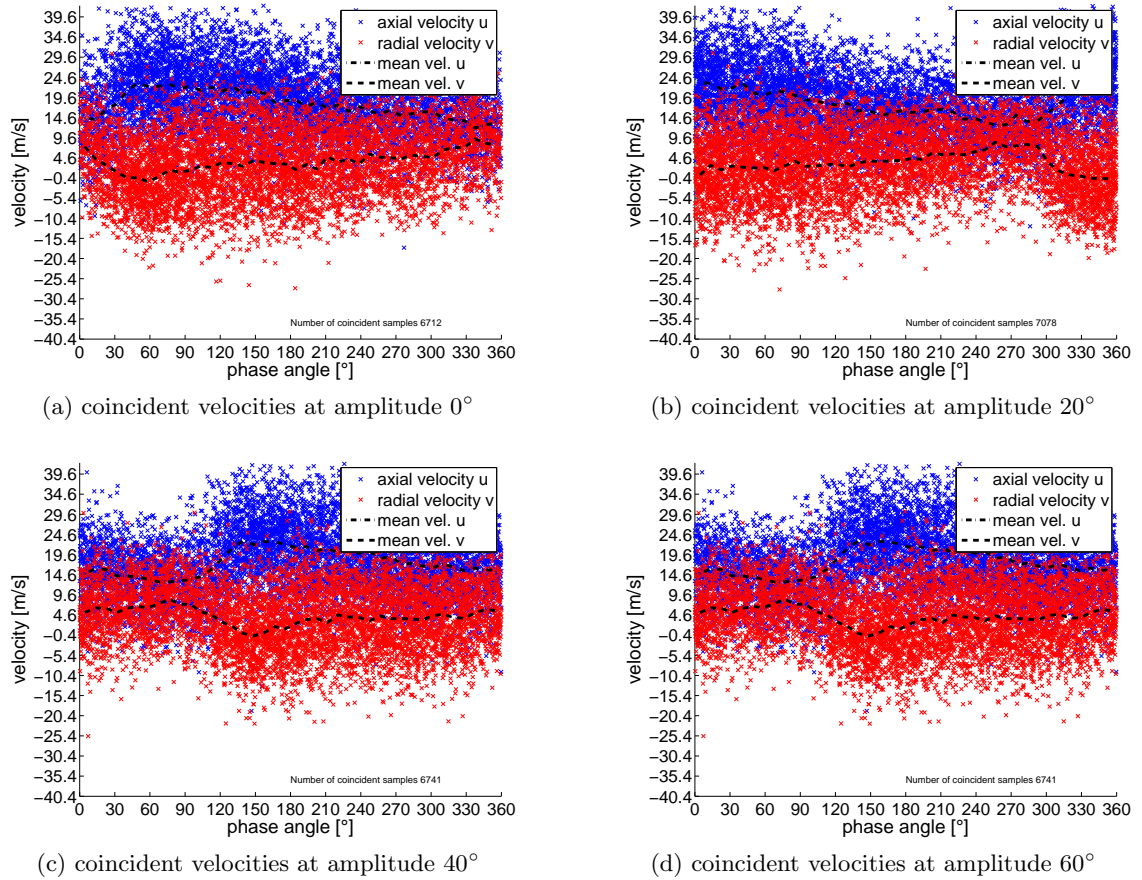 39.6
34.6
29.6
24.6
19.6
14.6
9.6
4.6
−0.4
−5.4
−10.4
−15.4
−20.4
−25.4
−30.4
−35.4
−40.4
velocity [m/s]
axial velocity u
radial velocity v
mean vel. u
mean vel. v
Number of coincident samples 6712
0 30 60 90 120 150 180 210 240 270 300 330 360
phase angle [°]
(a) coincident velocities at amplitude 0°
39.6
34.6
29.6
24.6
19.6
14.6
9.6
4.6
−0.4
−5.4
−10.4
−15.4
−20.4
−25.4
−30.4
−35.4
−40.4
velocity [m/s]
axial velocity u
radial velocity v
mean vel. u
mean vel. v
Number of coincident samples 7078
0 30 60 90 120 150 180 210 240 270 300 330 360
phase angle [°]
(b) coincident velocities at amplitude 20°
39.6
34.6
29.6
24.6
19.6
14.6
9.6
4.6
−0.4
−5.4
−10.4
−15.4
−20.4
−25.4
−30.4
−35.4
−40.4
velocity [m/s]
axial velocity u
radial velocity v
mean vel. u
mean vel. v
Number of coincident samples 6741
0 30 60 90 120 150 180 210 240 270 300 330 360
phase angle [°]
(c) coincident velocities at amplitude 40°
39.6
34.6
29.6
24.6
19.6
14.6
9.6
4.6
−0.4
−5.4
−10.4
−15.4
−20.4
−25.4
−30.4
−35.4
−40.4
velocity [m/s]
axial velocity u
radial velocity v
mean vel. u
mean vel. v
Number of coincident samples 6741
0 30 60 90 120 150 180 210 240 270 300 330 360
phase angle [°]
(d) coincident velocities at amplitude 60°